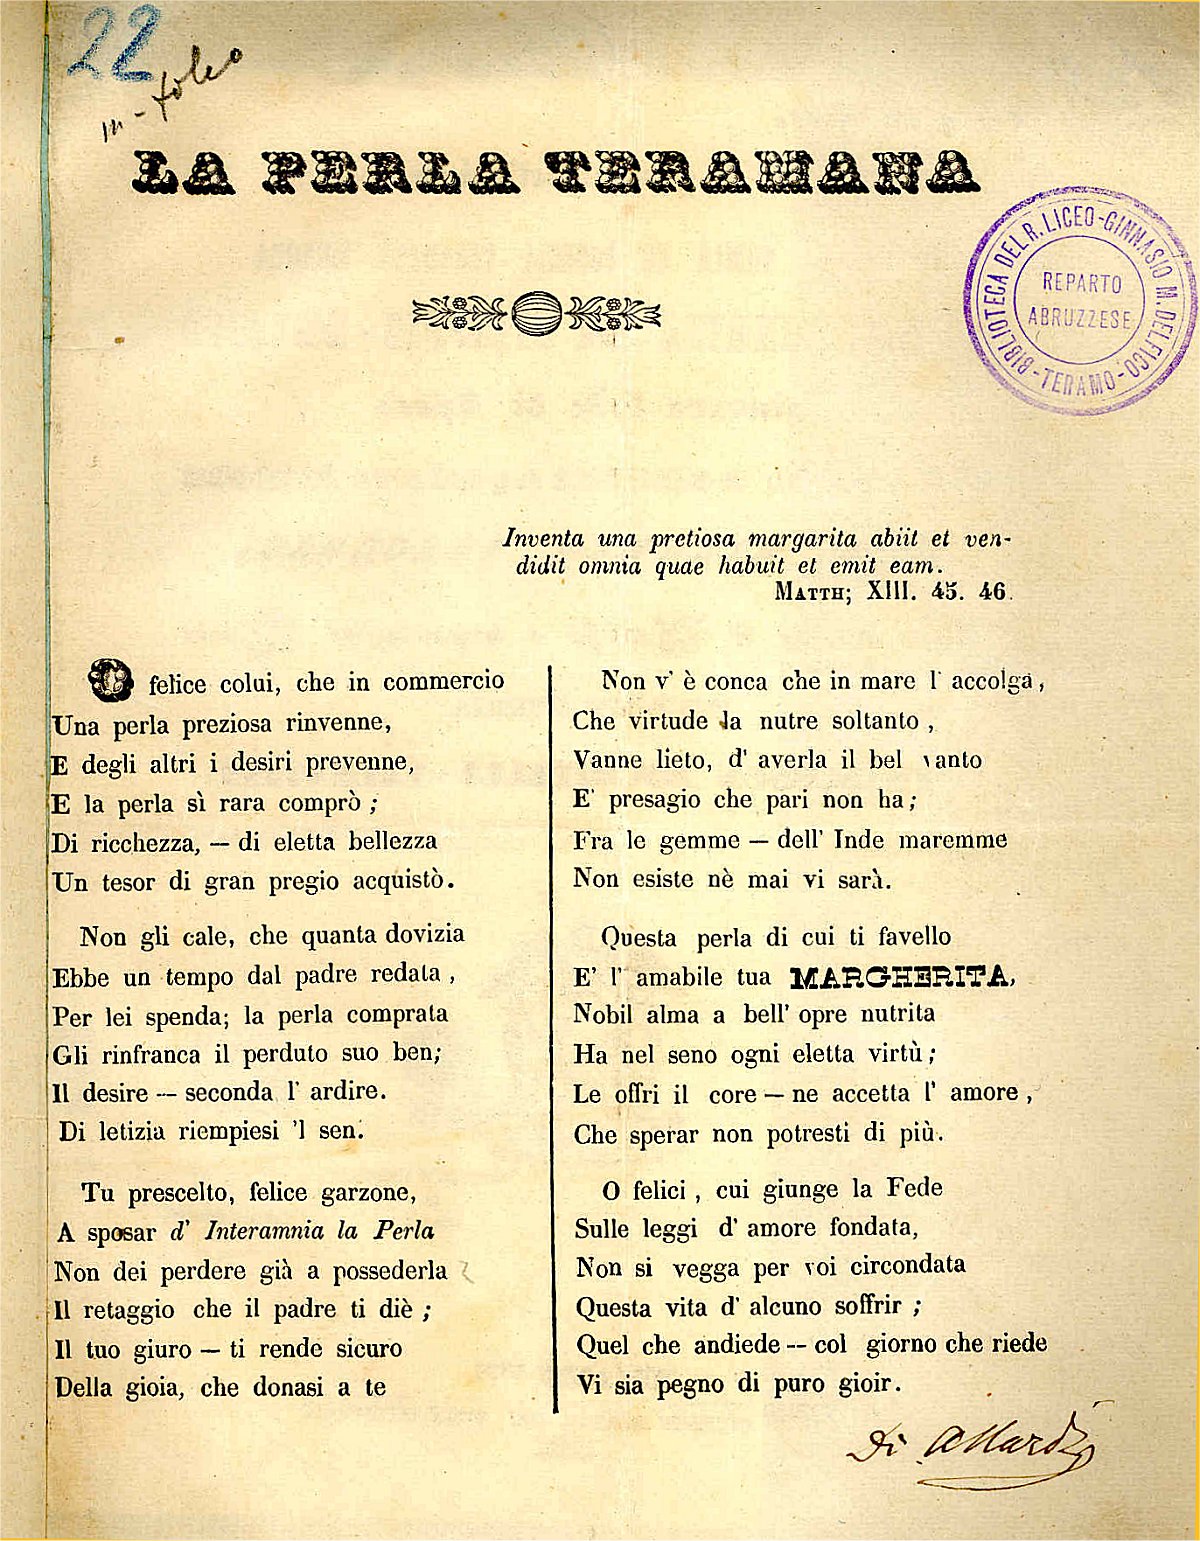 22
in-folio
LA PERLA TERAMANA
BIBLIOTECA DEL R. LICEO-GINNASIO M. DELFICO - TERAMO -
REPARTO
ABRUZZESE
Inventa una pretiosa margarita abiit et ven-
didit omnia quae habuit et emit eam.
MATTH; XIII. 45. 46.
O felice colui, che in commercio
Una perla preziosa rinvenne,
E degli altri i desiri prevenne,
E la perla sì rara comprò ;
Di ricchezza, — di eletta bellezza
Un tesor di gran pregio acquistò.
Non gli cale, che quanta dovizia
Ebbe un tempo dal padre redata ,
Per lei spenda; la perla comprata
Gli rinfranca il perduto suo ben;
Il desire — seconda l' ardire.
Di letizia riempiesi 'l sen.
Tu prescelto, felice garzone,
A sposar d' Interamnia la Perla
Non dei perdere già a possederla
Il retaggio che il padre ti diè ;
Il tuo giuro — ti rende sicuro
Della gioia, che donasi a te
Non v' è conca che in mare l' accolga ,
Che virtude la nutre soltanto ,
Vanne lieto, d' averla il bel vanto
E' presagio che pari non ha;
Fra le gemme — dell' Inde maremme
Non esiste nè mai vi sarà.
Questa perla di cui ti favello
E' l' amabile tua MARGHERITA,
Nobil alma a bell' opre nutrita
Ha nel seno ogni eletta virtù ;
Le offri il core — ne accetta l' amore ,
Che sperar non potresti di più.
O felici , cui giunge la Fede
Sulle leggi d' amore fondata,
Non si vegga per voi circondata
Questa vita d' alcuno soffrir ;
Quel che andiede — col giorno che riede
Vi sia pegno di puro gioir.
Di